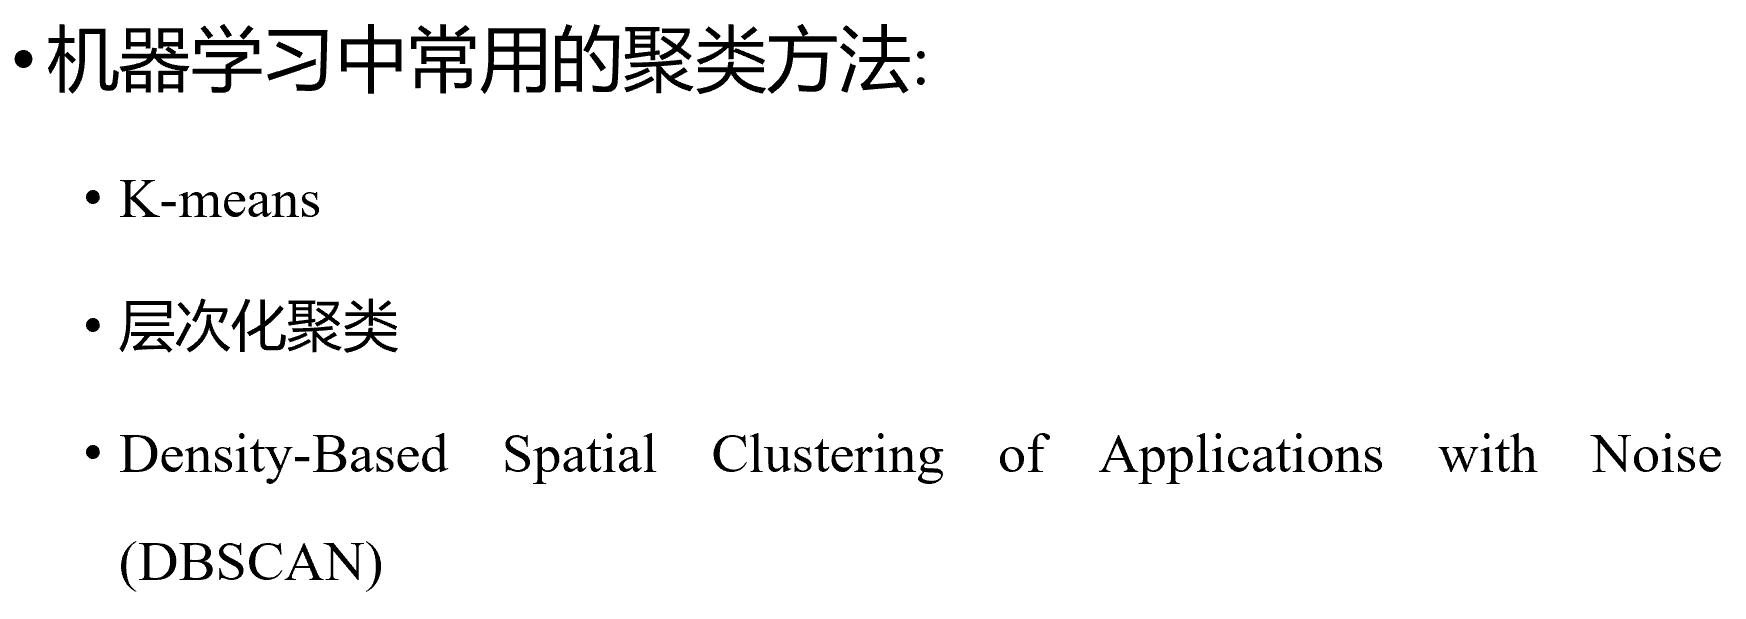 • 机器学习中常用的聚类方法:
• K-means
• 层次化聚类
• Density-Based Spatial Clustering of Applications with Noise
(DBSCAN)